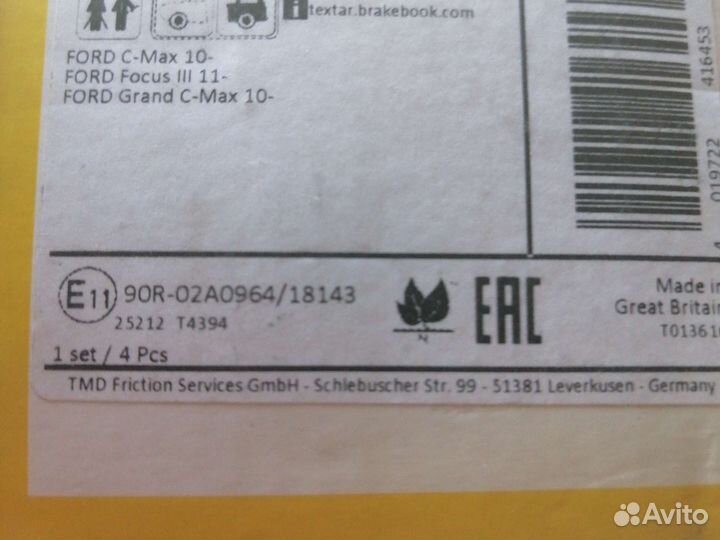 i textar.brakebook.com
FORD C-Max 10-
FORD Focus III 11-
FORD Grand C-Max 10-
019722 416453
E11 90R-02A0964/18143
25212 T4394
N
EAC
Made in
Great Britain
1 set / 4 Pcs
TMD Friction Services GmbH - Schlebuscher Str. 99 - 51381 Leverkusen - Germany
Avito